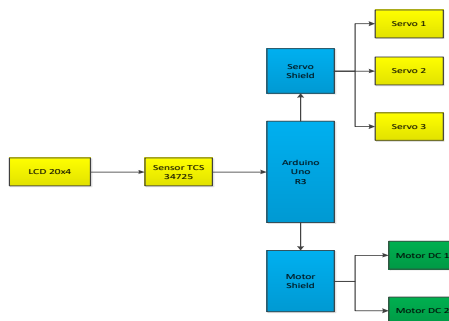 Servo 1
Servo
Shield
Servo 2
Servo 3
LCD 20x4
Sensor TCS
34725
Arduino
Uno
R3
Motor
Shield
Motor DC 1
Motor DC 2